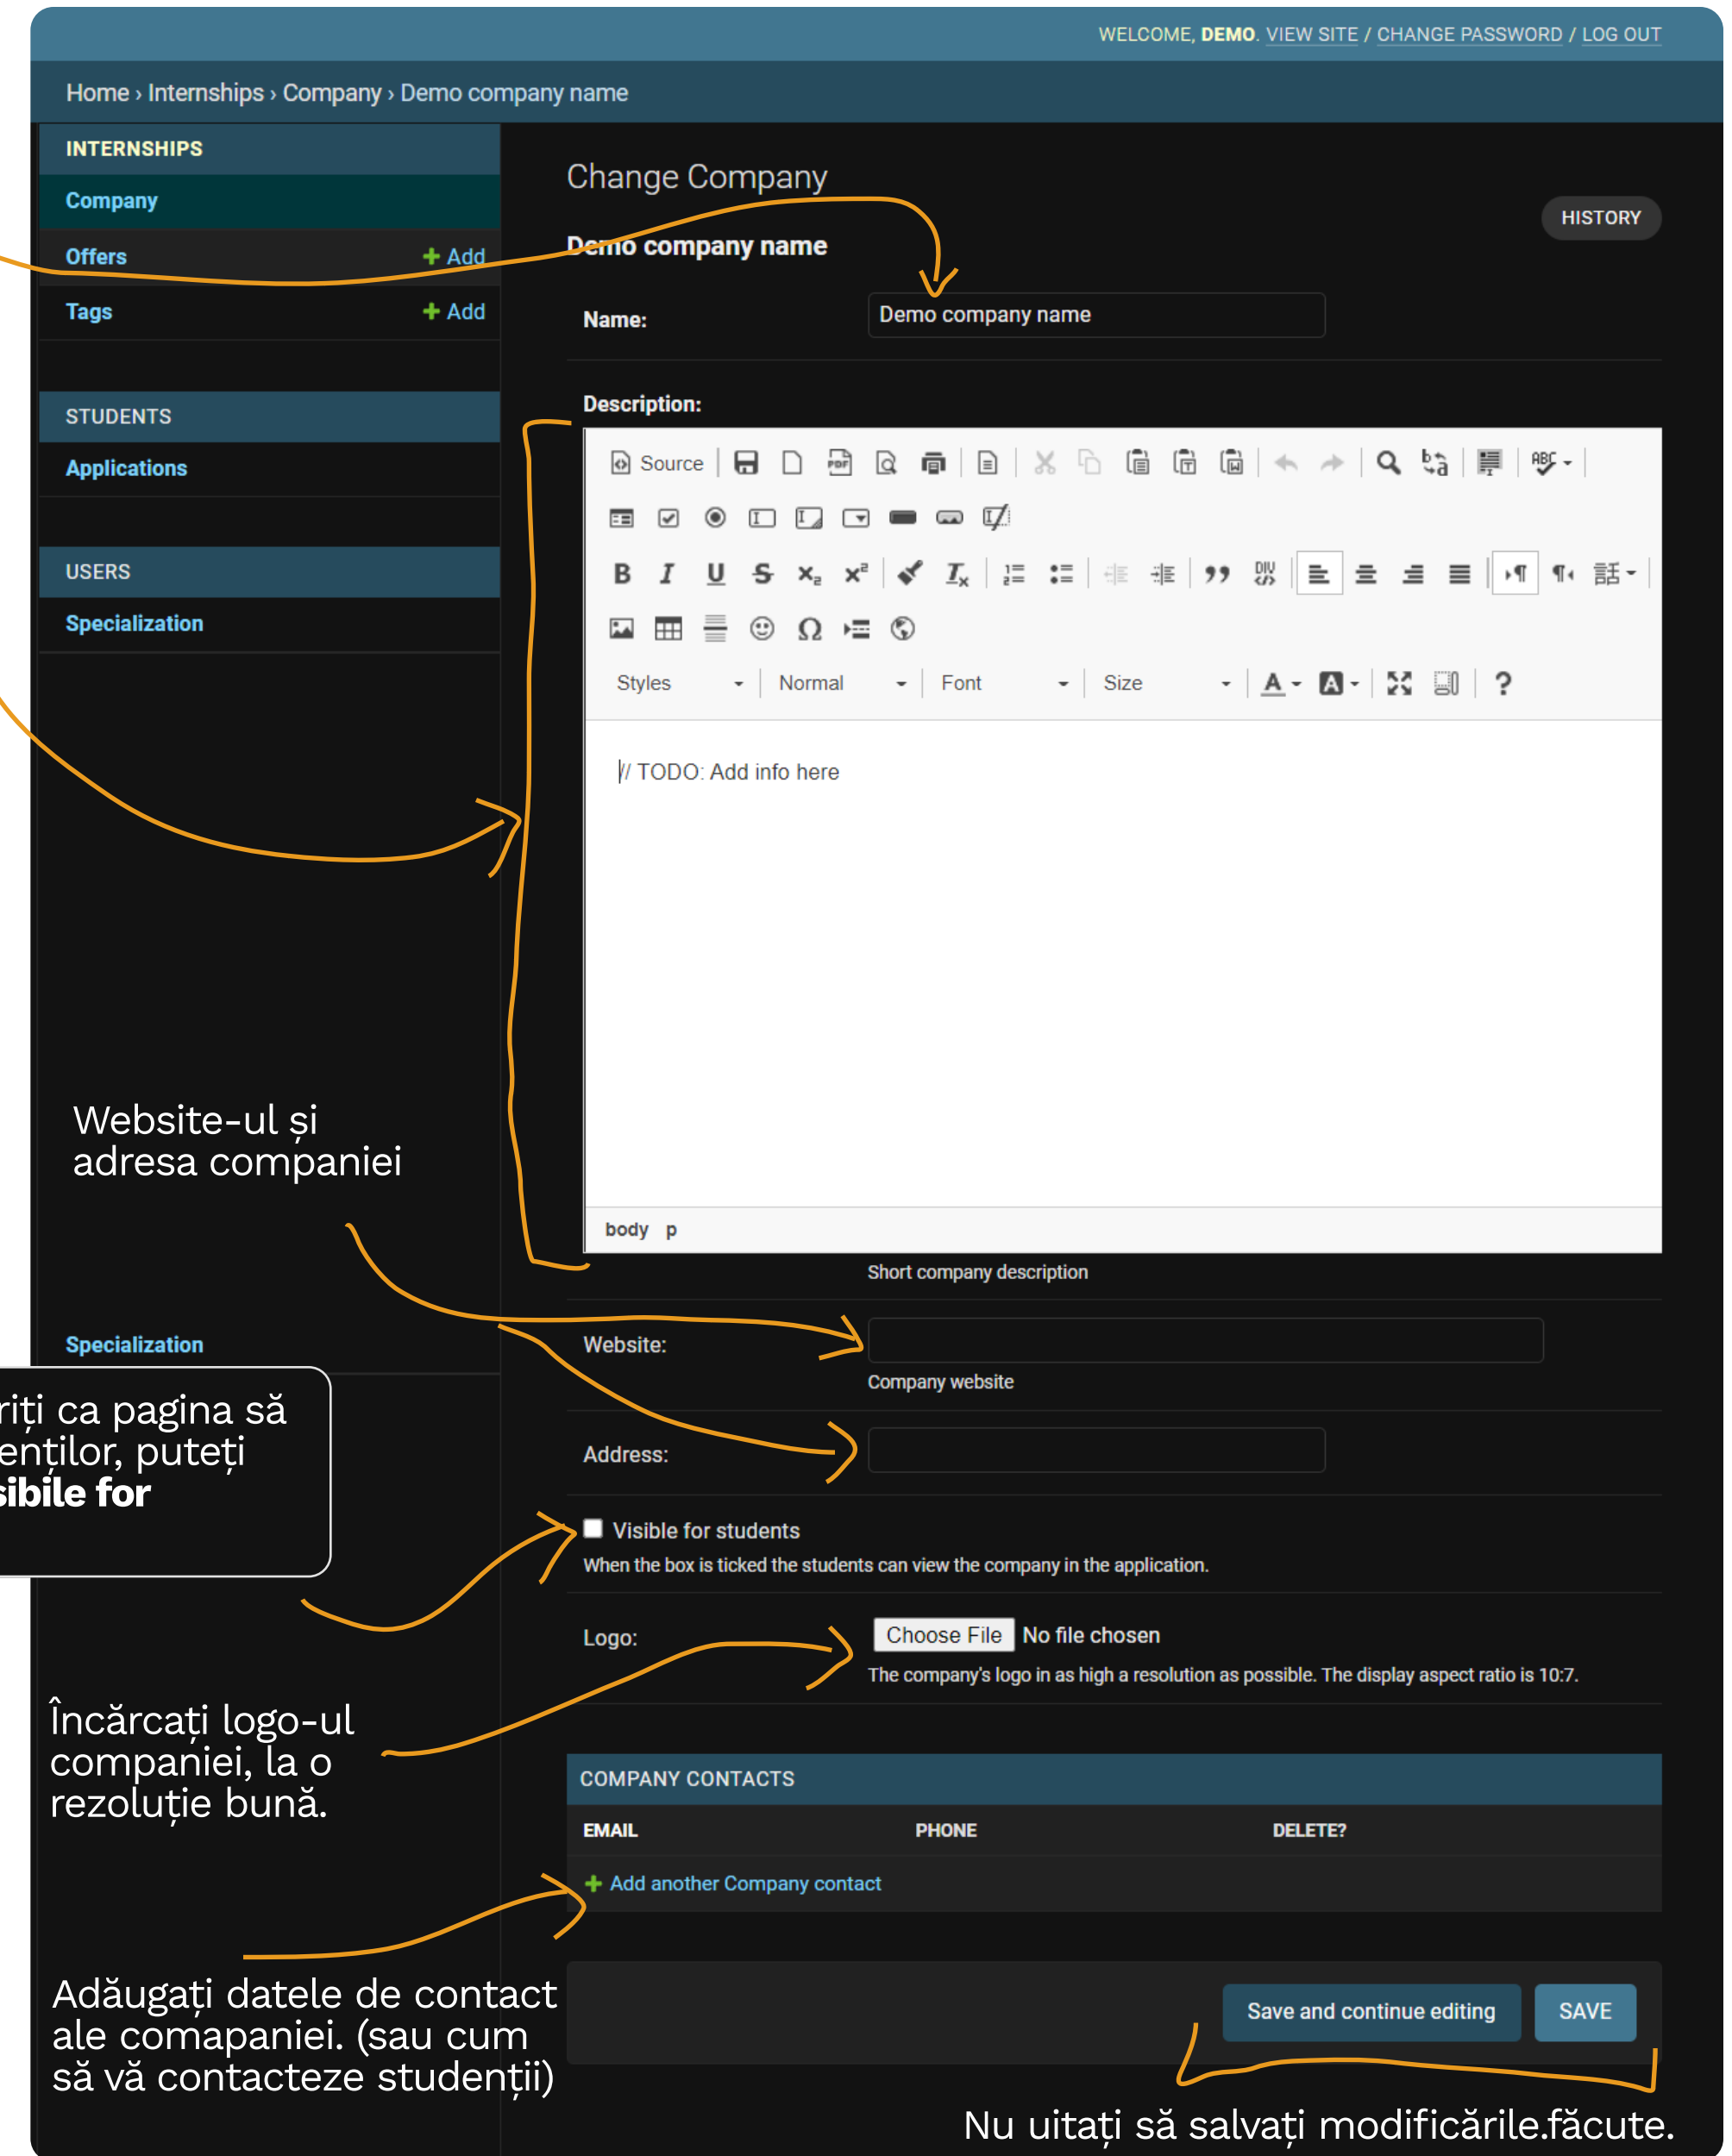 WELCOME, DEMO. VIEW SITE / CHANGE PASSWORD / LOG OUT
Home › Internships › Company › Demo company name
INTERNSHIPS
Company
Offers + Add
Tags + Add
STUDENTS
Applications
USERS
Specialization
Change Company
HISTORY
Demo company name
Name: Demo company name
Description:
Source
PDF
T W
b a
ABC
B I U S x₂ x² Tx
DIV
Ω
Styles Normal Font Size A A ?
// TODO: Add info here
body p
Short company description
Website-ul și
adresa companiei
Specialization
Website:
Company website
riți ca pagina să
enților, puteți
sibile for
Address:
Visible for students
When the box is ticked the students can view the company in the application.
Logo: Choose File No file chosen
The company's logo in as high a resolution as possible. The display aspect ratio is 10:7.
Încărcați logo-ul
companiei, la o
rezoluție bună.
COMPANY CONTACTS
EMAIL PHONE DELETE?
+ Add another Company contact
Adăugați datele de contact
ale comapaniei. (sau cum
să vă contacteze studenții)
Save and continue editing SAVE
Nu uitați să salvați modificările.făcute.